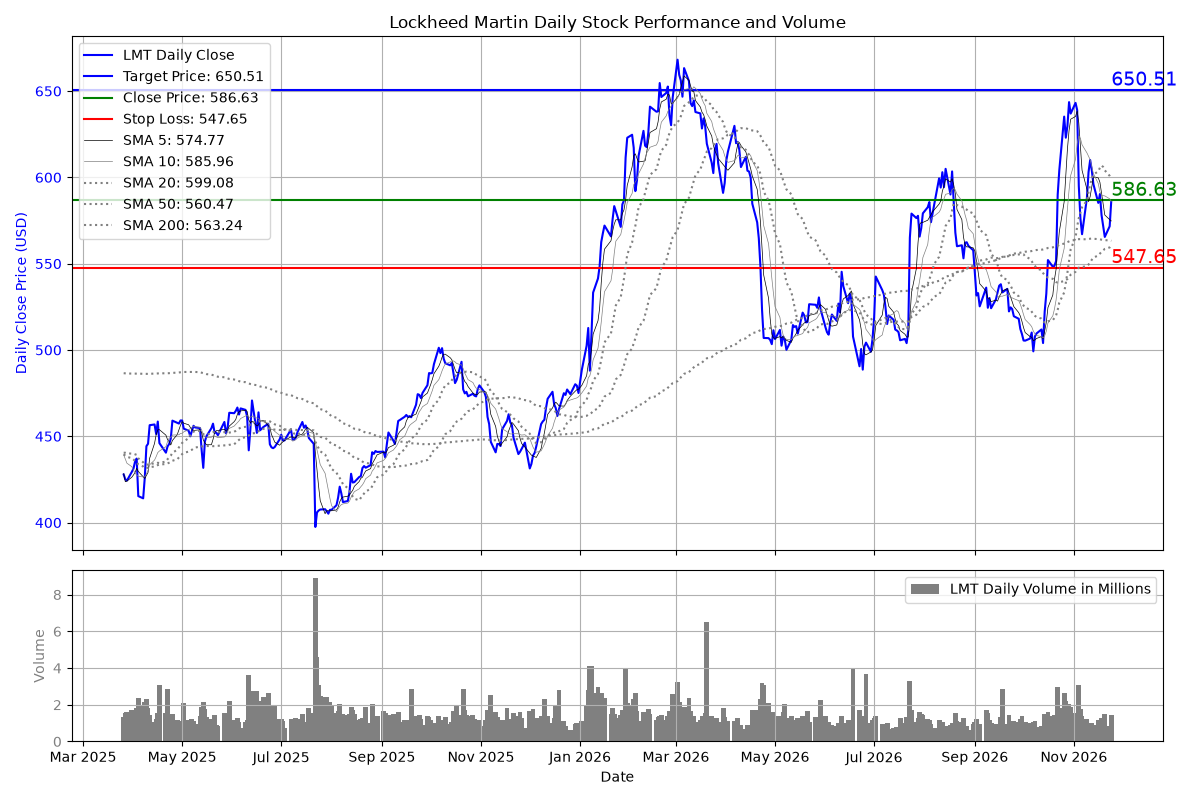 Lockheed Martin Daily Stock Performance and Volume
LMT Daily Close
Target Price: 650.51
Close Price: 586.63
Stop Loss: 547.65
SMA 5: 574.77
SMA 10: 585.96
SMA 20: 599.08
SMA 50: 560.47
SMA 200: 563.24
650.51
586.63
547.65
Daily Close Price (USD)
650
600
550
500
450
400
LMT Daily Volume in Millions
Volume
8
6
4
2
0
Mar 2025 May 2025 Jul 2025 Sep 2025 Nov 2025 Jan 2026 Mar 2026 May 2026 Jul 2026 Sep 2026 Nov 2026
Date